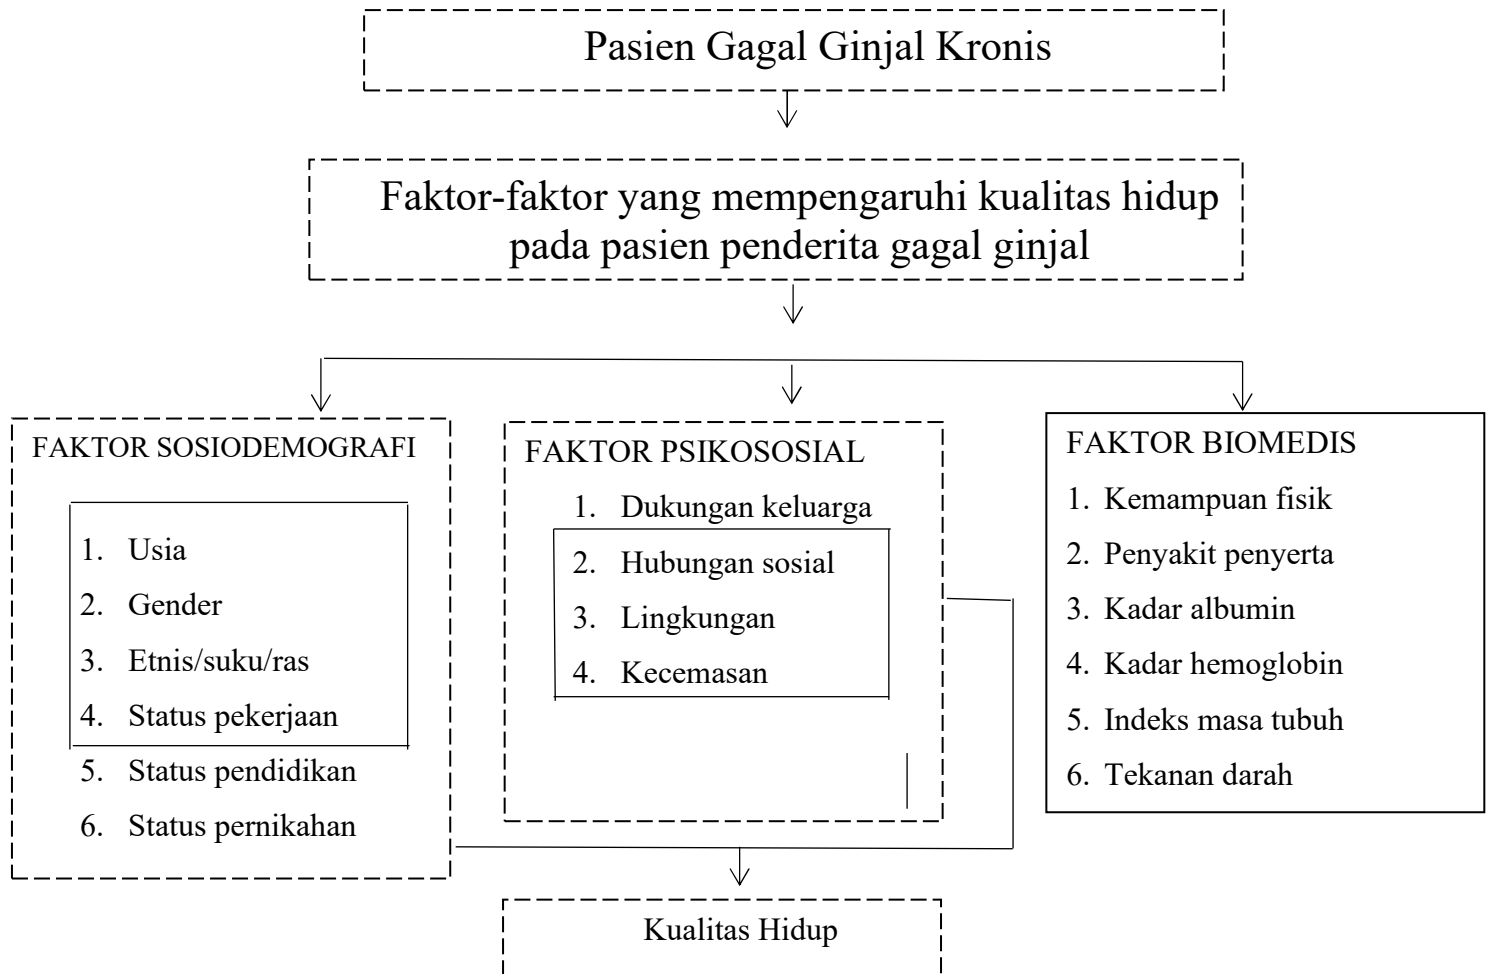 Pasien Gagal Ginjal Kronis
Faktor-faktor yang mempengaruhi kualitas hidup
pada pasien penderita gagal ginjal
FAKTOR SOSIODEMOGRAFI
1. Usia
2. Gender
3. Etnis/suku/ras
4. Status pekerjaan
5. Status pendidikan
6. Status pernikahan
FAKTOR PSIKOSOSIAL
1. Dukungan keluarga
2. Hubungan sosial
3. Lingkungan
4. Kecemasan
FAKTOR BIOMEDIS
1. Kemampuan fisik
2. Penyakit penyerta
3. Kadar albumin
4. Kadar hemoglobin
5. Indeks masa tubuh
6. Tekanan darah
Kualitas Hidup